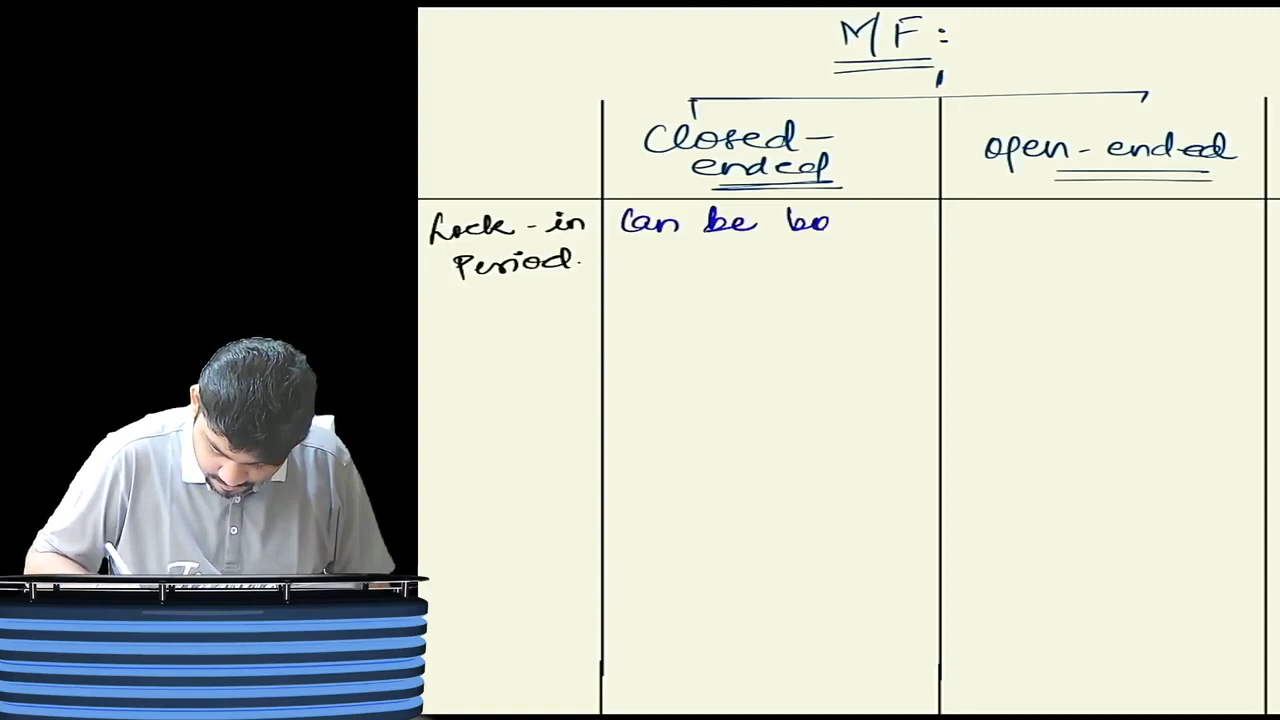 MF:
Closed-
ended
open-ended
Lock-in
Period.
Can be bo